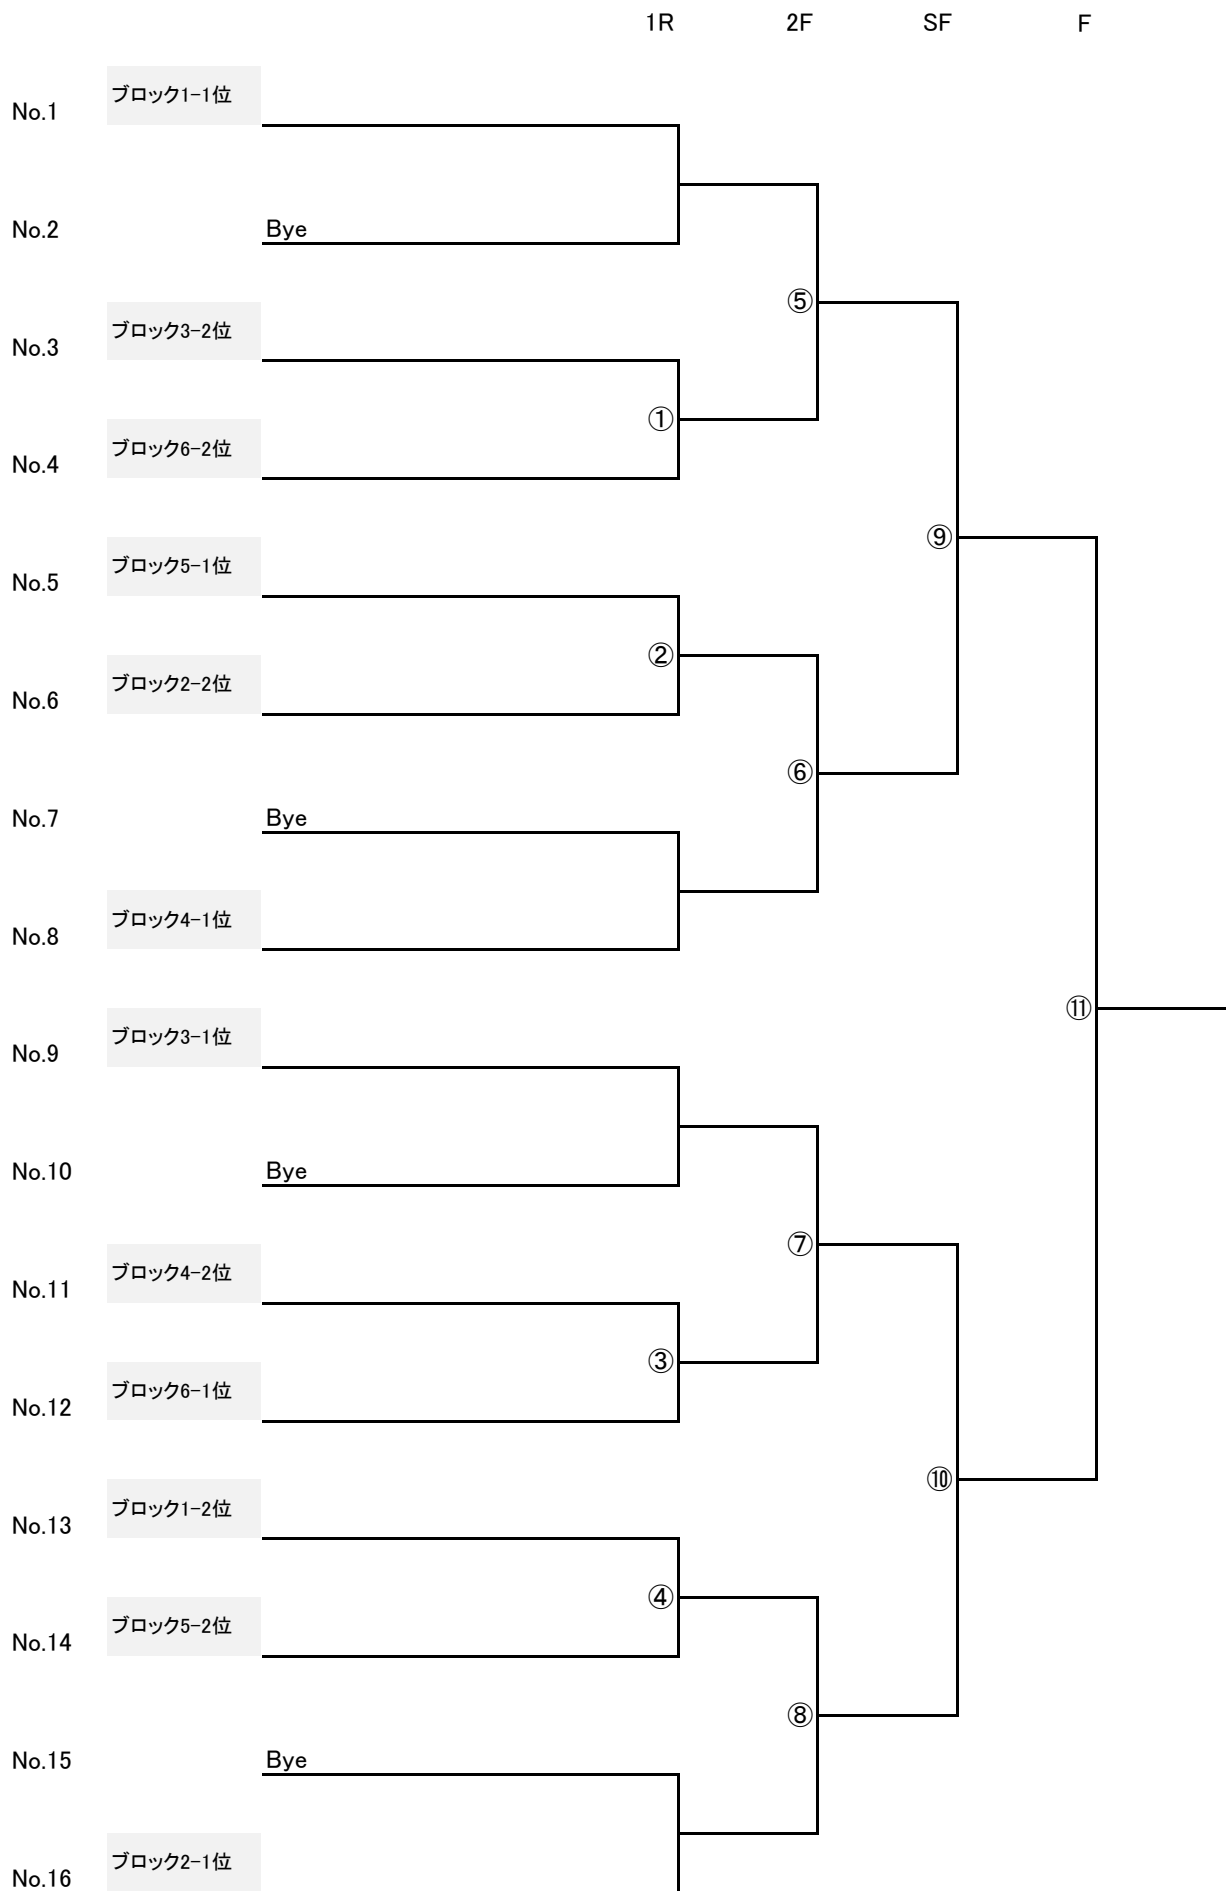 1R 2F SF F
No.1 ブロック1-1位
No.2 Bye
⑤
No.3 ブロック3-2位
①
No.4 ブロック6-2位
⑨
No.5 ブロック5-1位
②
No.6 ブロック2-2位
⑥
No.7 Bye
No.8 ブロック4-1位
⑪
No.9 ブロック3-1位
No.10 Bye
⑦
No.11 ブロック4-2位
③
No.12 ブロック6-1位
⑩
No.13 ブロック1-2位
④
No.14 ブロック5-2位
⑧
No.15 Bye
No.16 ブロック2-1位